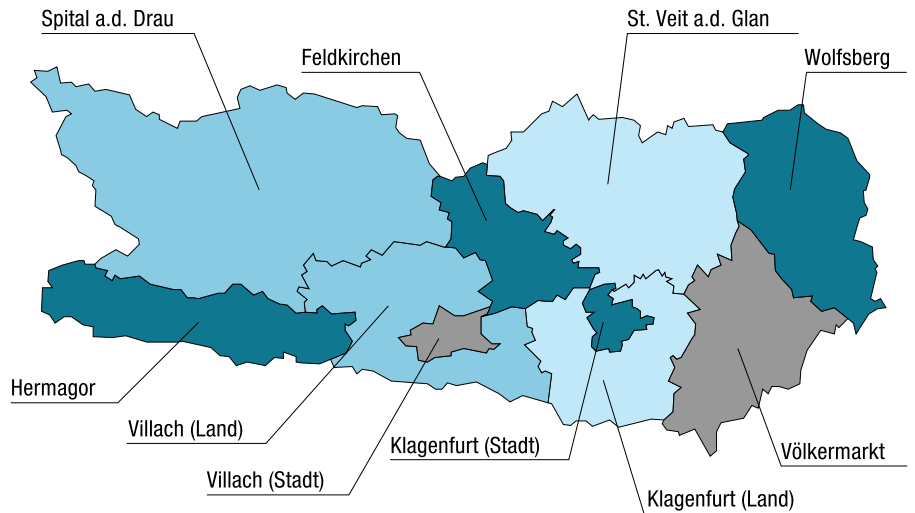 Spital a.d. Drau
St. Veit a.d. Glan
Feldkirchen
Wolfsberg
Hermagor
Villach (Land)
Klagenfurt (Stadt)
Völkermarkt
Villach (Stadt)
Klagenfurt (Land)